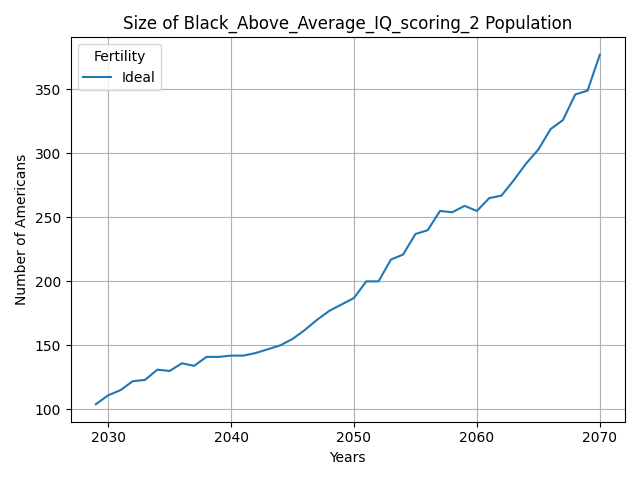 Size of Black_Above_Average_IQ_scoring_2 Population
Fertility
Ideal
Number of Americans
350
300
250
200
150
100
2030 2040 2050 2060 2070
Years